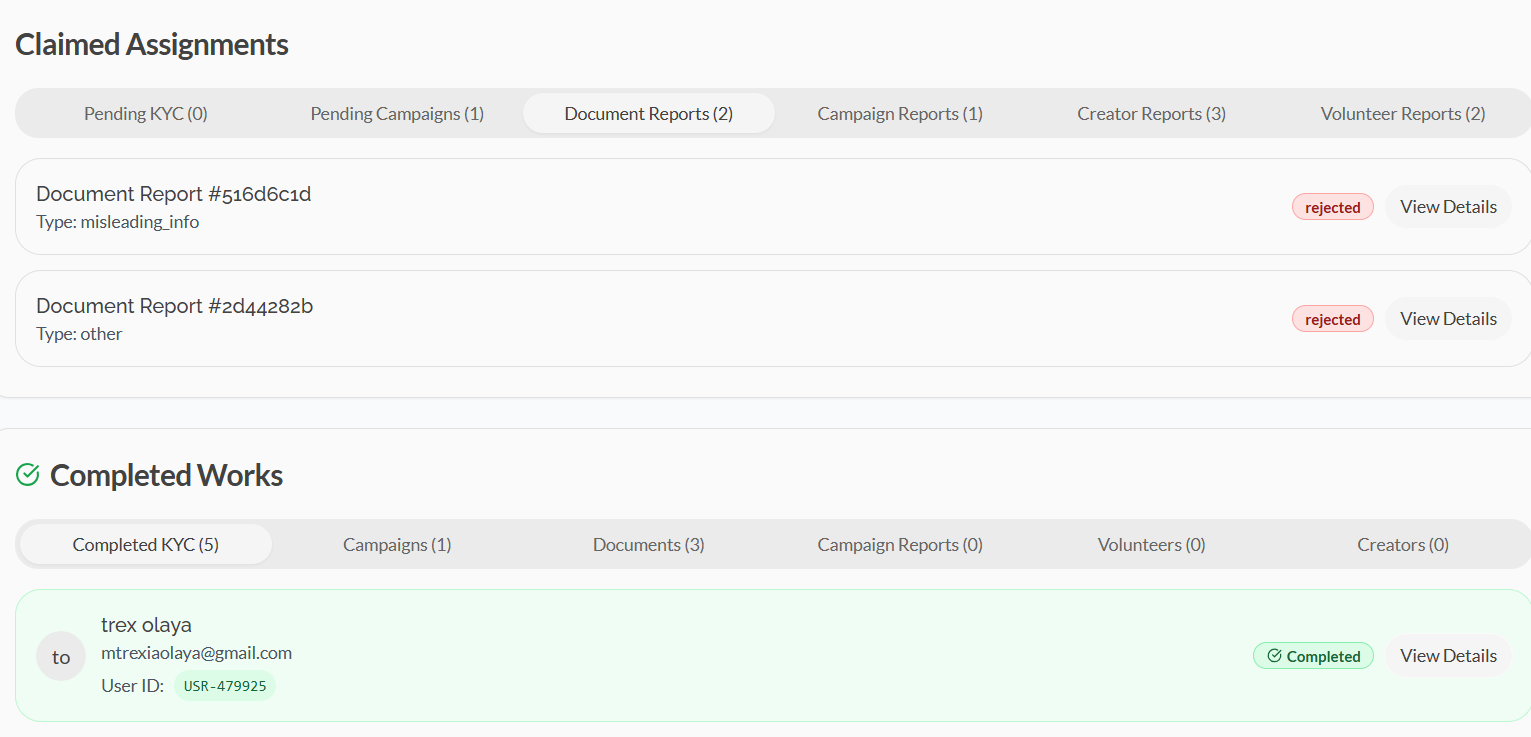 Claimed Assignments
Pending KYC (0) Pending Campaigns (1) Document Reports (2) Campaign Reports (1) Creator Reports (3) Volunteer Reports (2)
Document Report #516d6c1d
Type: misleading_info
rejected View Details
Document Report #2d44282b
Type: other
rejected View Details
Completed Works
Completed KYC (5) Campaigns (1) Documents (3) Campaign Reports (0) Volunteers (0) Creators (0)
to
trex olaya
mtrexiaolaya@gmail.com
User ID: USR-479925
Completed View Details